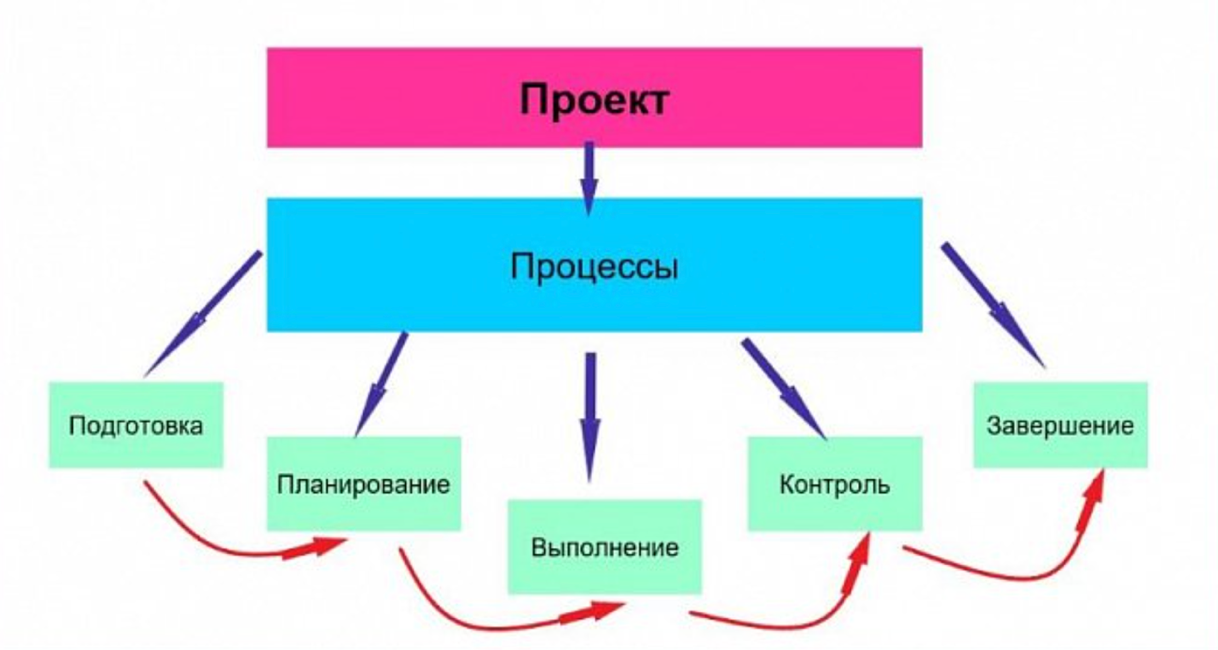 Проект
Процессы
Подготовка
Планирование
Выполнение
Контроль
Завершение